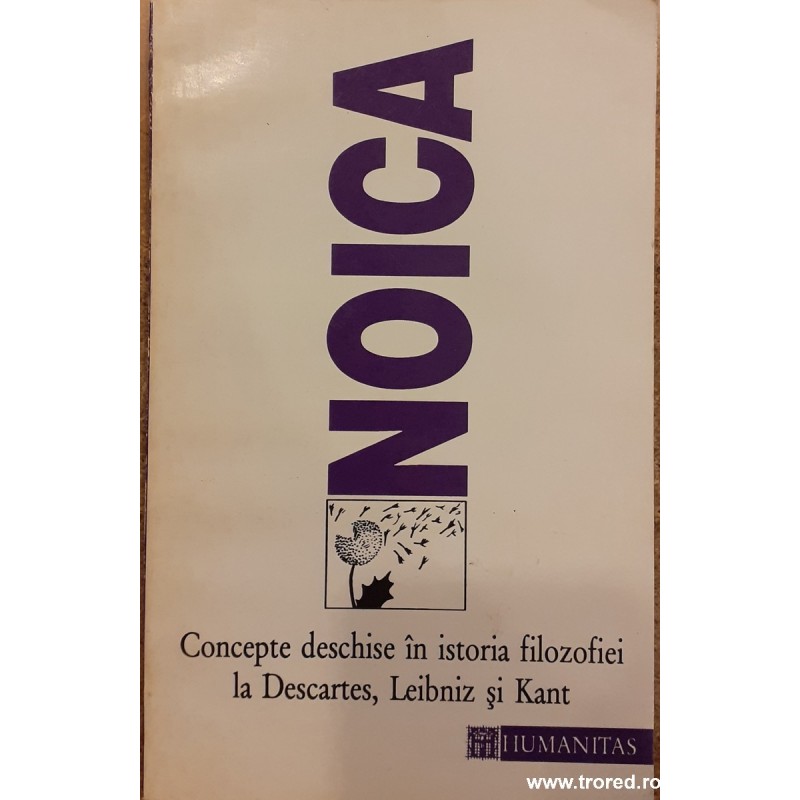 NOICA
Concepte deschise în istoria filozofiei
la Descartes, Leibniz şi Kant
HUMANITAS
www.trored.ro